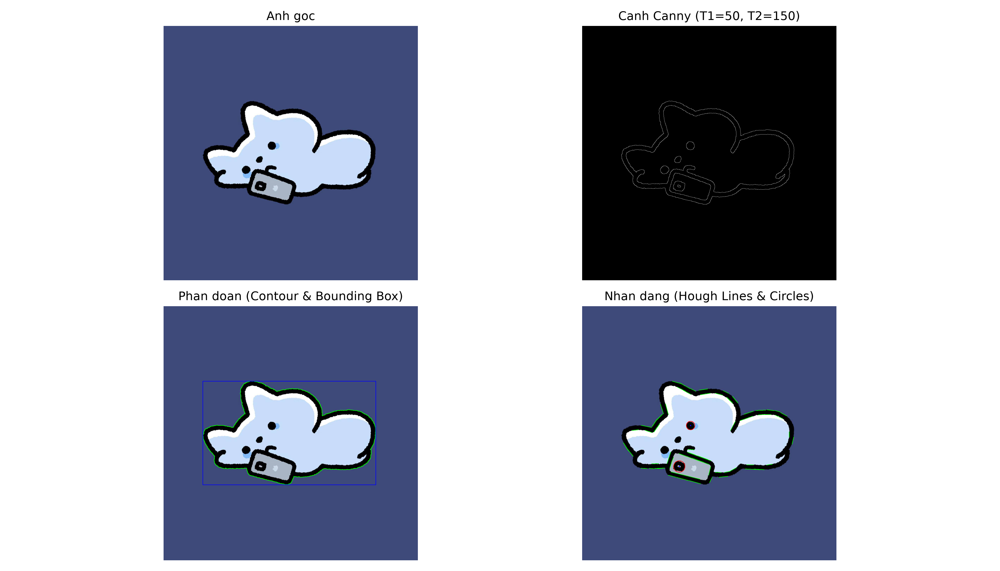 Anh goc
Canh Canny (T1=50, T2=150)
Phan doan (Contour & Bounding Box)
Nhan dang (Hough Lines & Circles)